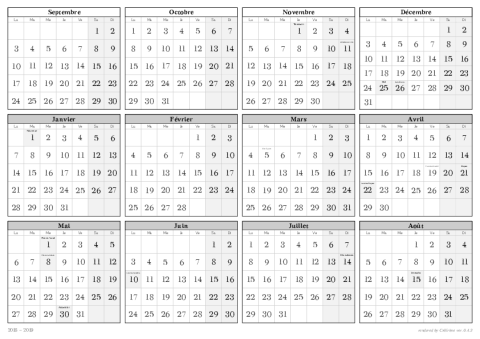 Septembre
Lu Ma Me Je Ve Sa Di
1 2
3 4 5 6 7 8 9
10 11 12 13 14 15 16
17 18 19 20 21 22 23
24 25 26 27 28 29 30
Octobre
Lu Ma Me Je Ve Sa Di
1 2 3 4 5 6 7
8 9 10 11 12 13 14
15 16 17 18 19 20 21
22 23 24 25 26 27 28
29 30 31
Novembre
Lu Ma Me Je Ve Sa Di
1 2 3 4
5 6 7 8 9 10 11
12 13 14 15 16 17 18
19 20 21 22 23 24 25
26 27 28 29 30
Décembre
Lu Ma Me Je Ve Sa Di
1 2
3 4 5 6 7 8 9
10 11 12 13 14 15 16
17 18 19 20 21 22 23
24 25 26 27 28 29 30
31
Janvier
Lu Ma Me Je Ve Sa Di
1 2 3 4 5 6
7 8 9 10 11 12 13
14 15 16 17 18 19 20
21 22 23 24 25 26 27
28 29 30 31
Février
Lu Ma Me Je Ve Sa Di
1 2 3
4 5 6 7 8 9 10
11 12 13 14 15 16 17
18 19 20 21 22 23 24
25 26 27 28
Mars
Lu Ma Me Je Ve Sa Di
1 2 3
4 5 6 7 8 9 10
11 12 13 14 15 16 17
18 19 20 21 22 23 24
25 26 27 28 29 30 31
Avril
Lu Ma Me Je Ve Sa Di
1 2 3 4 5 6 7
8 9 10 11 12 13 14
15 16 17 18 19 20 21
22 23 24 25 26 27 28
29 30
Mai
Lu Ma Me Je Ve Sa Di
1 2 3 4 5
6 7 8 9 10 11 12
13 14 15 16 17 18 19
20 21 22 23 24 25 26
27 28 29 30 31
Juin
Lu Ma Me Je Ve Sa Di
1 2
3 4 5 6 7 8 9
10 11 12 13 14 15 16
17 18 19 20 21 22 23
24 25 26 27 28 29 30
Juillet
Lu Ma Me Je Ve Sa Di
1 2 3 4 5 6 7
8 9 10 11 12 13 14
15 16 17 18 19 20 21
22 23 24 25 26 27 28
29 30 31
Août
Lu Ma Me Je Ve Sa Di
1 2 3 4
5 6 7 8 9 10 11
12 13 14 15 16 17 18
19 20 21 22 23 24 25
26 27 28 29 30 31
2018 – 2019